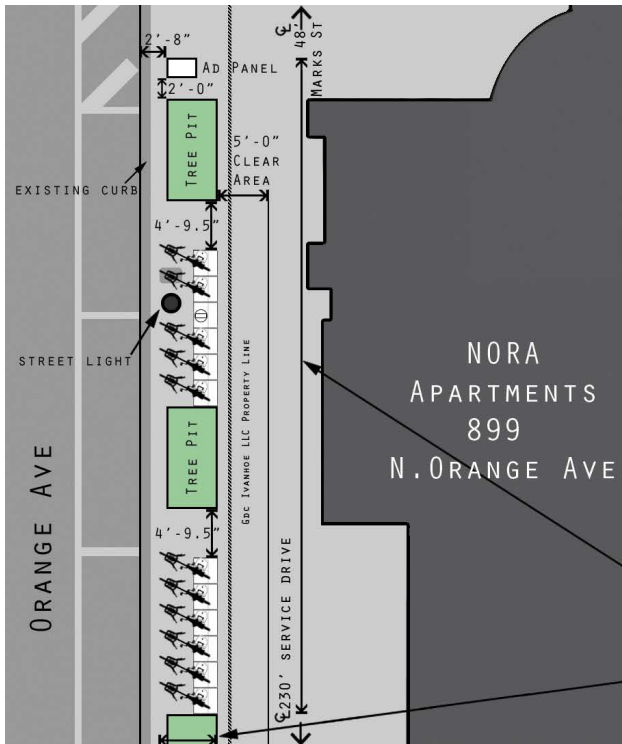 2'-8"
AD PANEL
2'-0"
TREE PIT
5'-0"
CLEAR
AREA
EXISTING CURB
4'-9.5"
STREET LIGHT
TREE PIT
4'-9.5"
ORANGE AVE
GDC IVANHOE LLC PROPERTY LINE
℄ 48'
MARKS ST
℄230' SERVICE DRIVE
NORA
APARTMENTS
899
N.ORANGE AVE